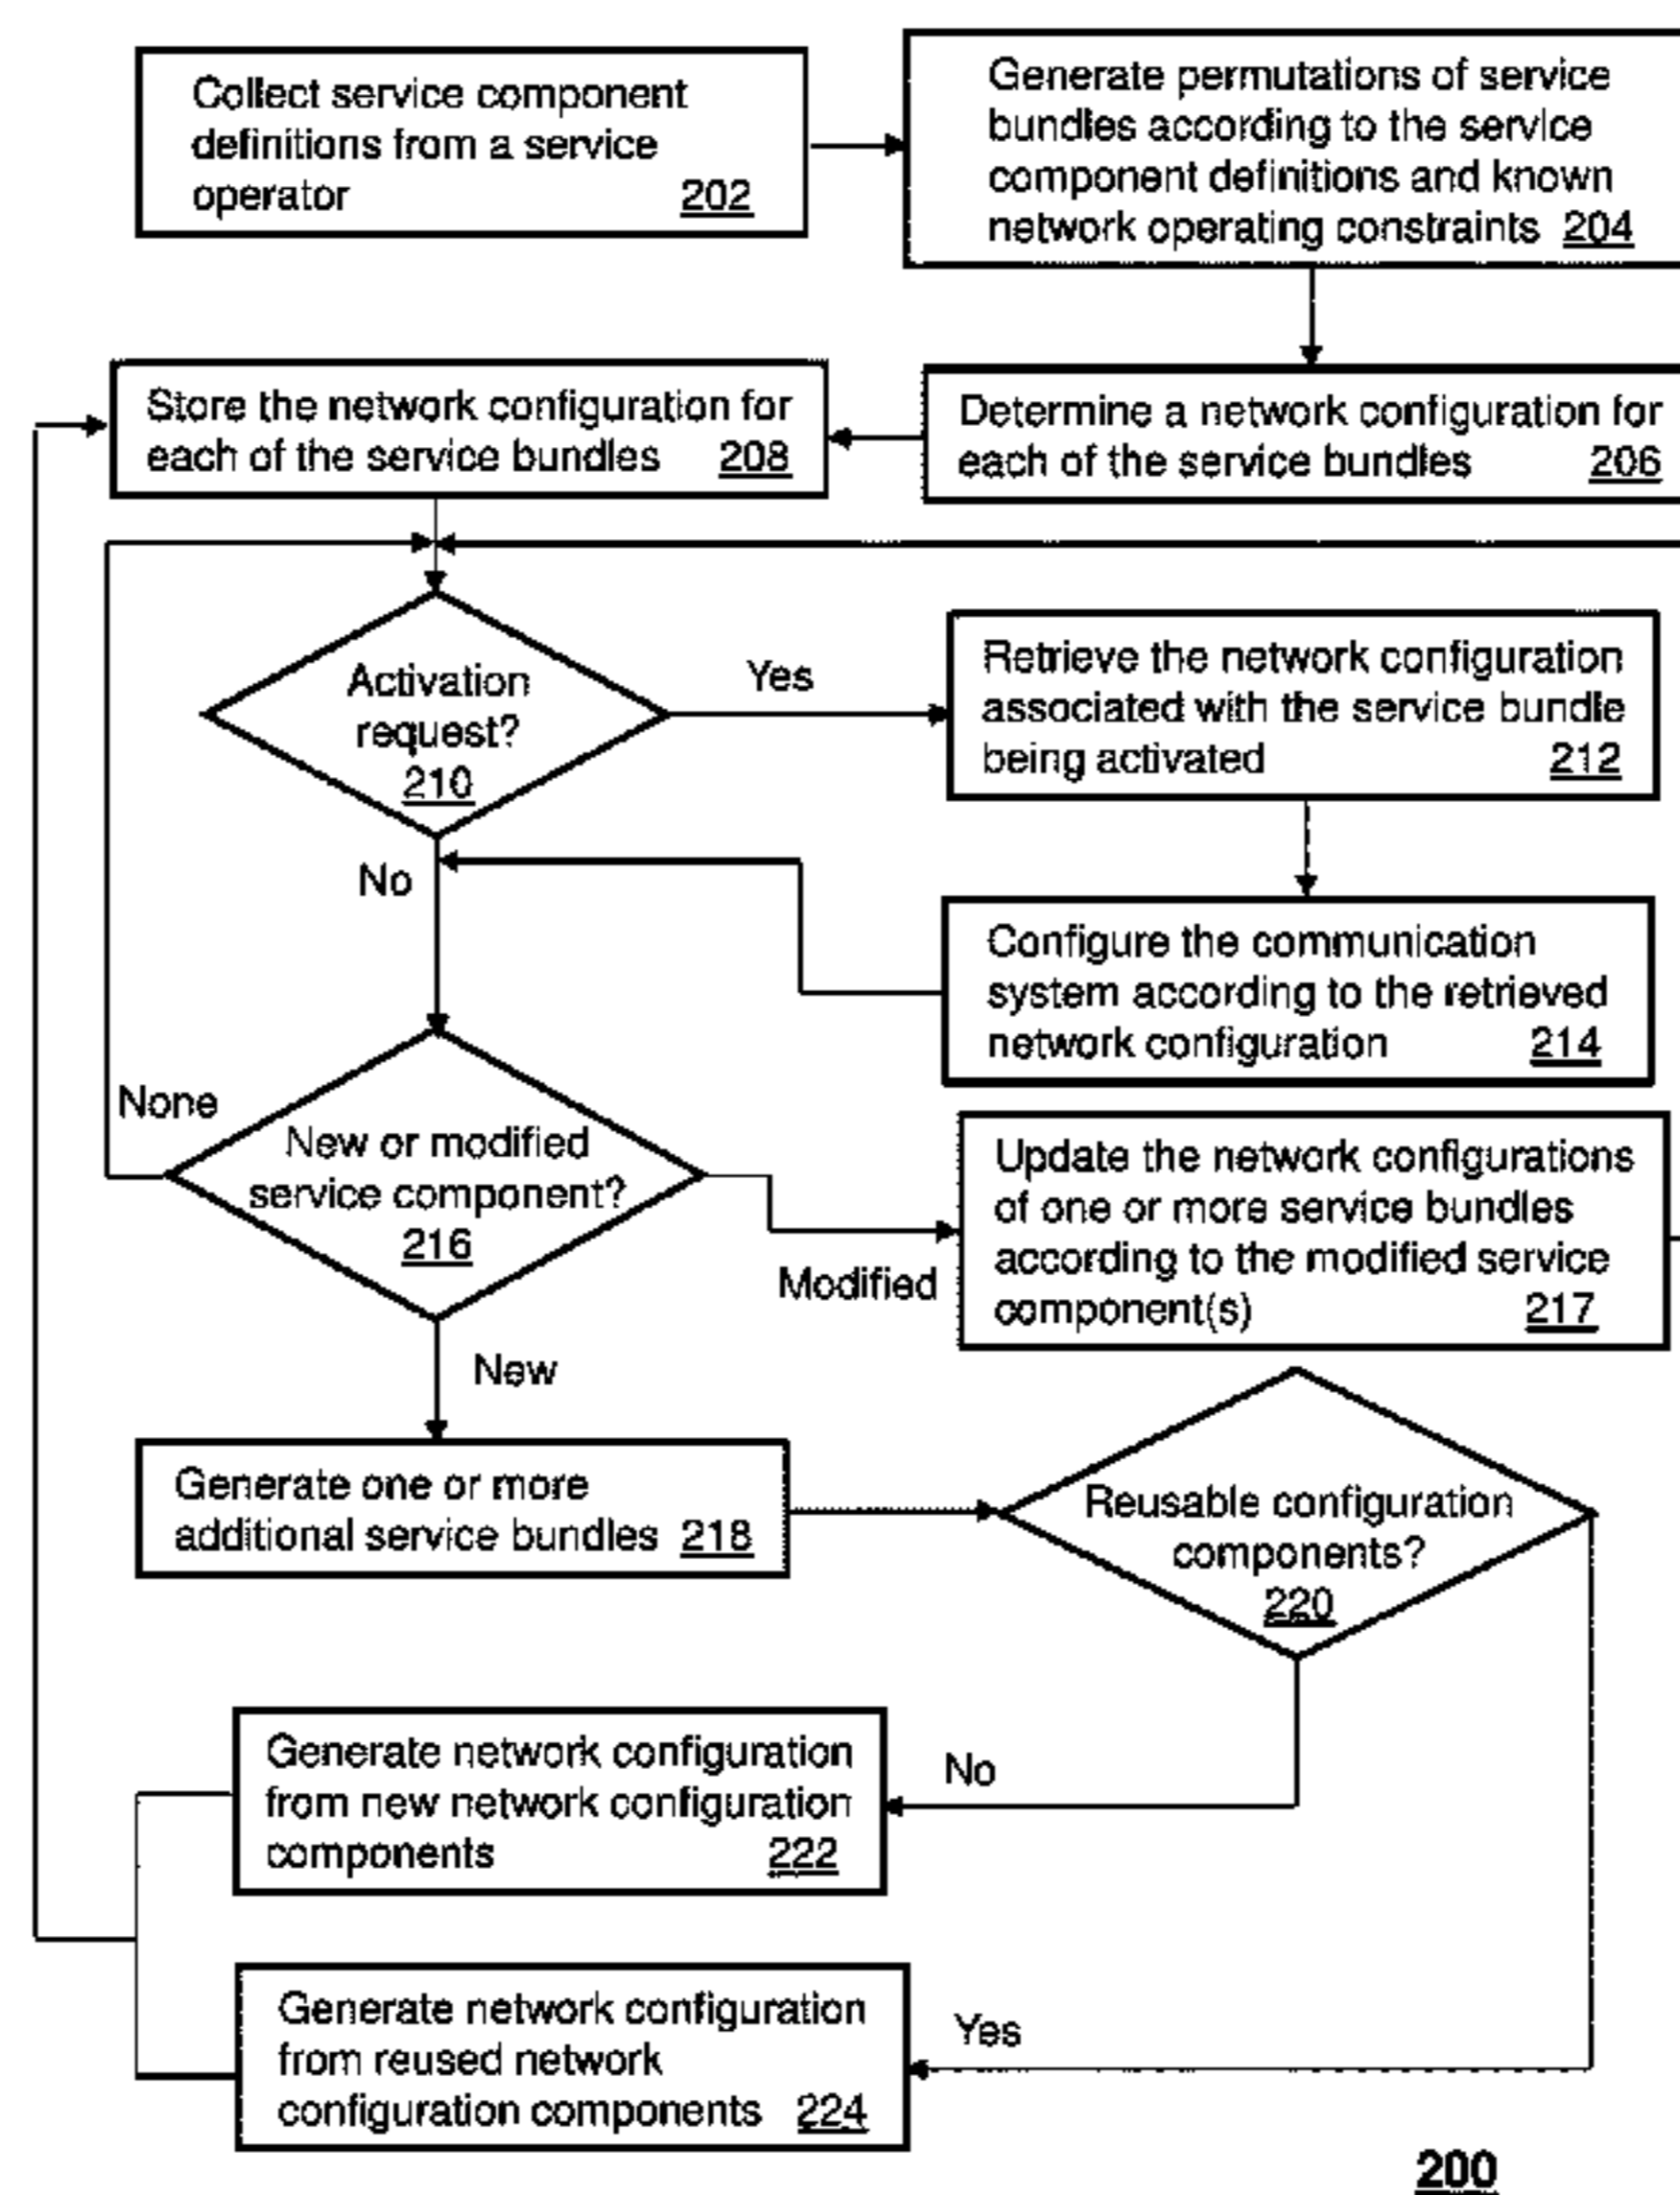 Collect service component
definitions from a service
operator 202
Generate permutations of service
bundles according to the service
component definitions and known
network operating constraints 204
Store the network configuration for
each of the service bundles 208
Determine a network configuration for
each of the service bundles 206
Activation
request?
210
Yes
Retrieve the network configuration
associated with the service bundle
being activated 212
No
Configure the communication
system according to the retrieved
network configuration 214
None
New or modified
service component?
216
Modified
Update the network configurations
of one or more service bundles
according to the modified service
component(s) 217
New
Generate one or more
additional service bundles 218
Reusable configuration
components?
220
No
Generate network configuration
from new network configuration
components 222
Yes
Generate network configuration
from reused network
configuration components 224
200